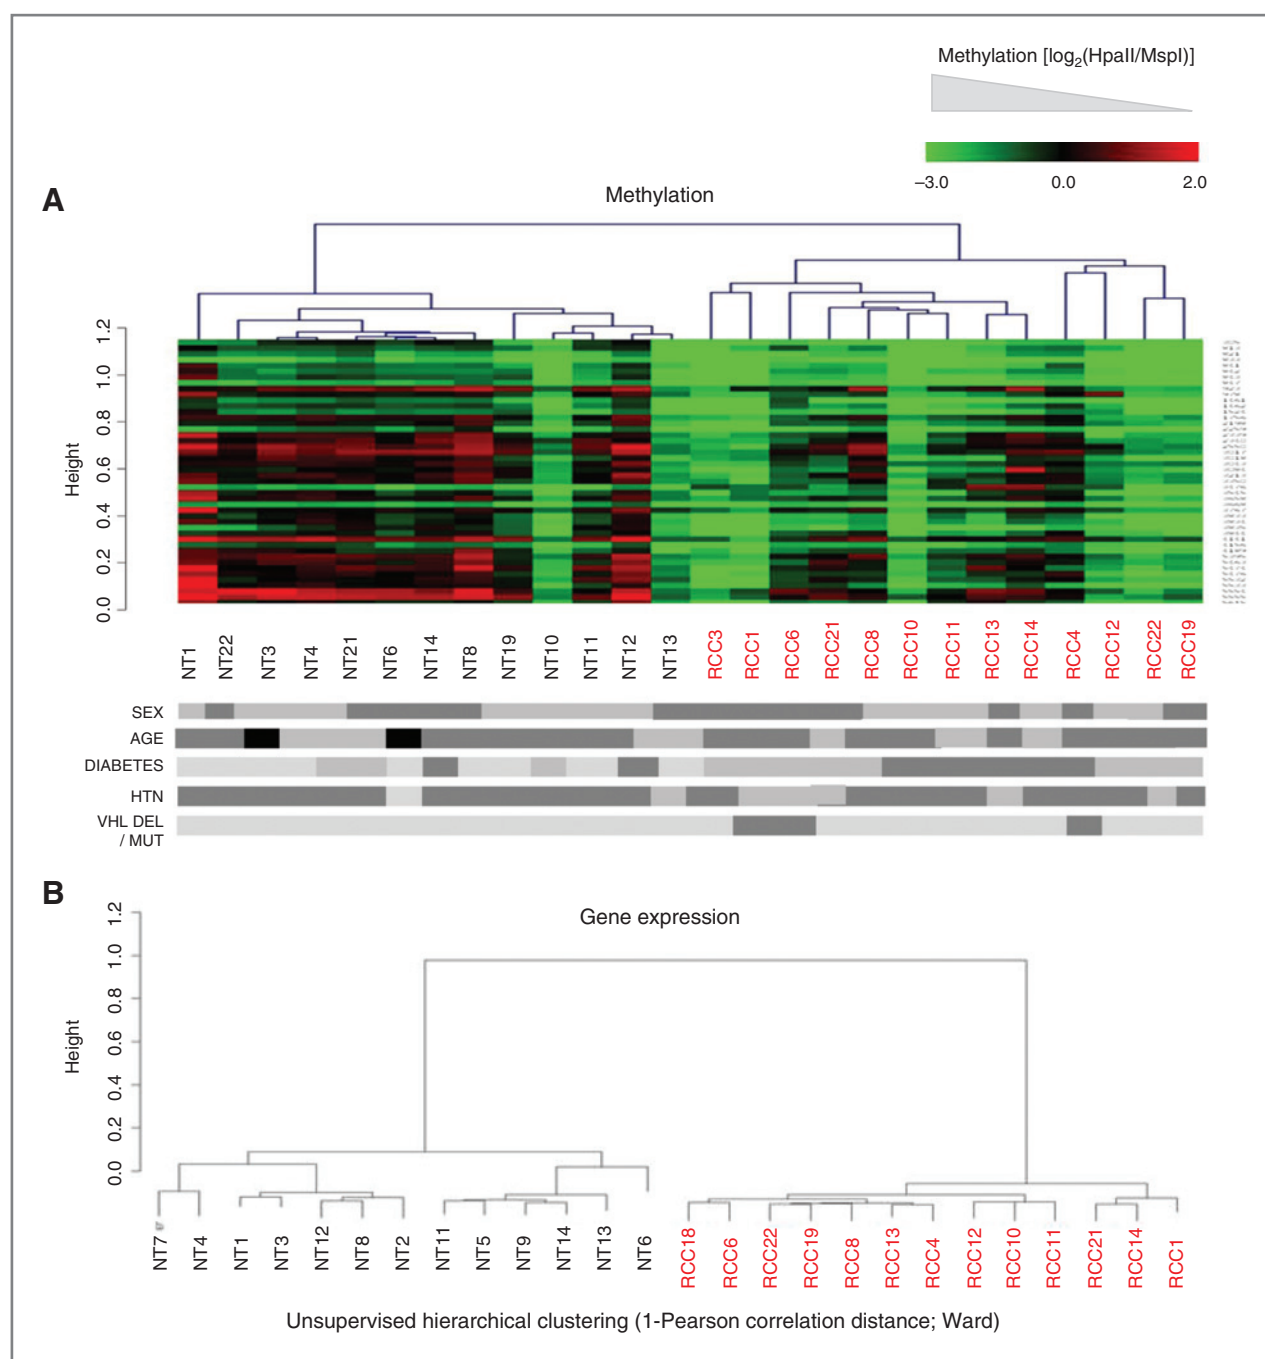 Methylation [log2(HpaII/MspI)]
–3.0 0.0 2.0
A
Methylation
Height
1.2
1.0
0.8
0.6
0.4
0.2
0.0
NT1 NT22 NT3 NT4 NT21 NT6 NT14 NT8 NT19 NT10 NT11 NT12 NT13 RCC3 RCC1 RCC6 RCC21 RCC8 RCC10 RCC11 RCC13 RCC14 RCC4 RCC12 RCC22 RCC19
SEX
AGE
DIABETES
HTN
VHL DEL
/ MUT
B
Gene expression
Height
1.2
1.0
0.8
0.6
0.4
0.2
0.0
NT7 NT4 NT1 NT3 NT12 NT8 NT2 NT11 NT5 NT9 NT14 NT13 NT6 RCC18 RCC6 RCC22 RCC19 RCC8 RCC13 RCC4 RCC12 RCC10 RCC11 RCC21 RCC14 RCC1
Unsupervised hierarchical clustering (1-Pearson correlation distance; Ward)